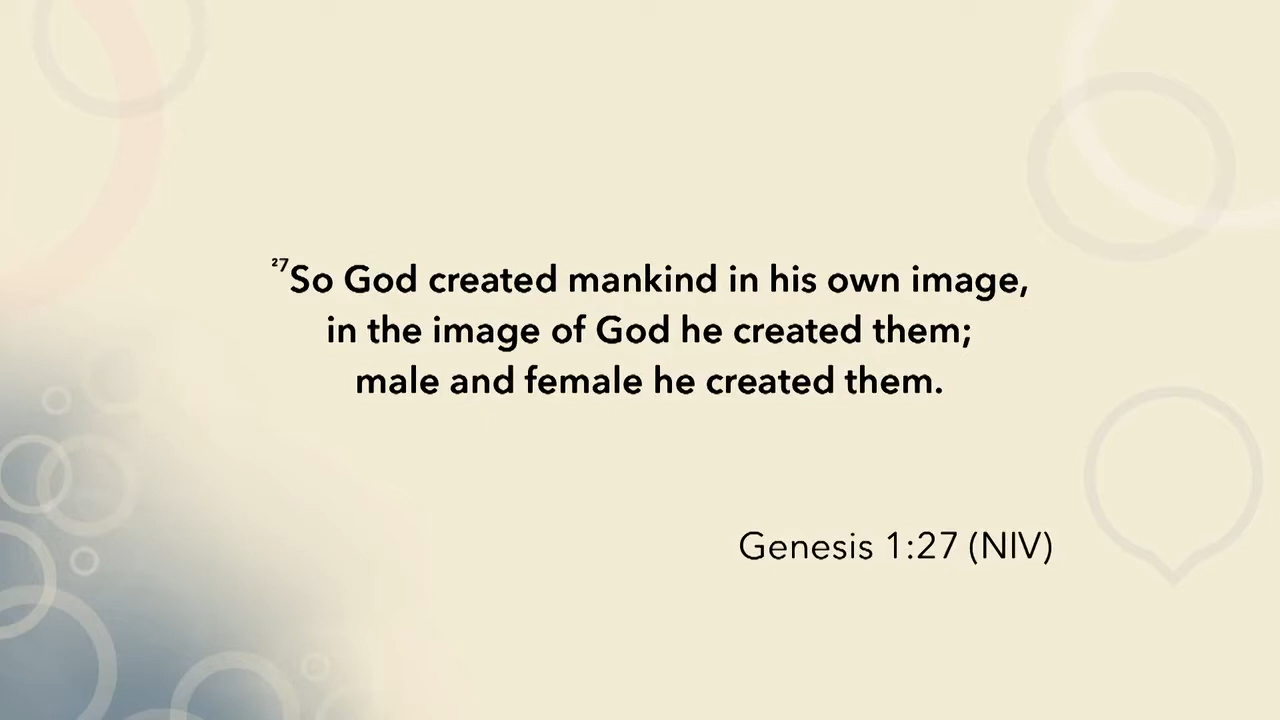 ²⁷So God created mankind in his own image,
in the image of God he created them;
male and female he created them.
Genesis 1:27 (NIV)